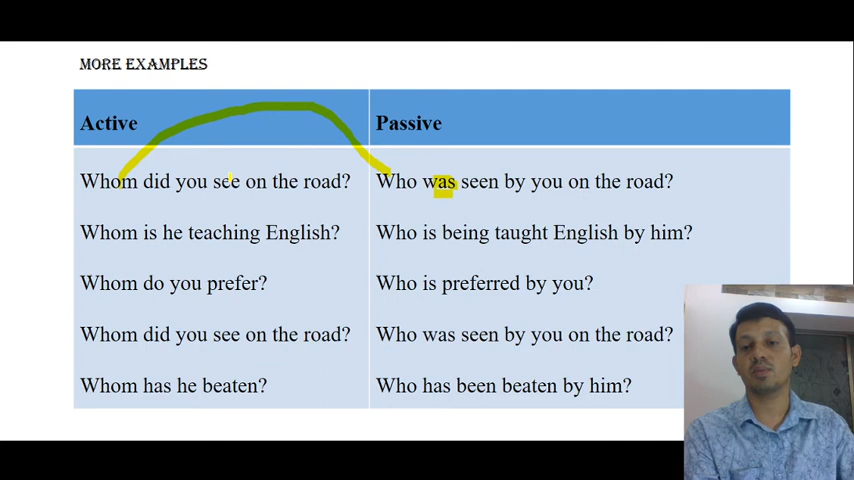 MORE EXAMPLES
Active Passive
Whom did you see on the road? Who was seen by you on the road?
Whom is he teaching English? Who is being taught English by him?
Whom do you prefer? Who is preferred by you?
Whom did you see on the road? Who was seen by you on the road?
Whom has he beaten? Who has been beaten by him?